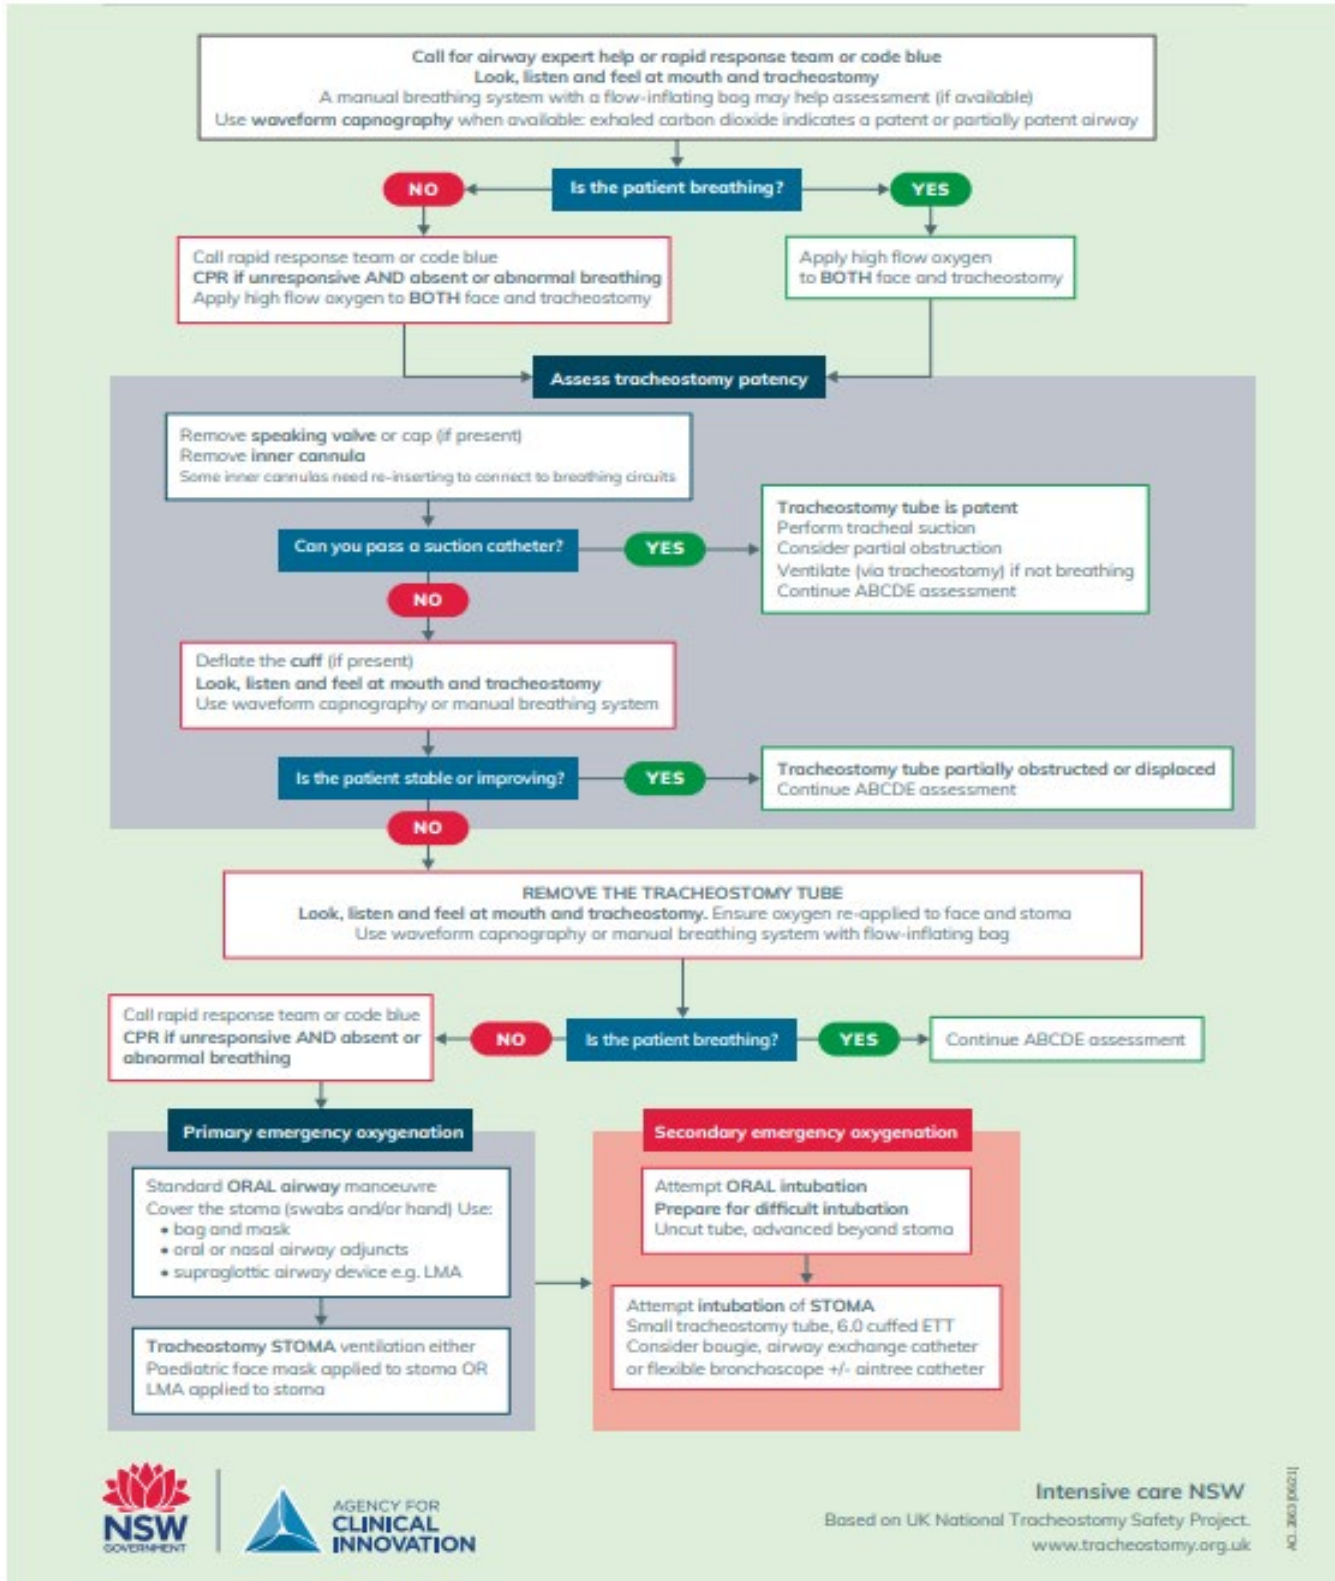 Call for airway expert help or rapid response team or code blue
Look, listen and feel at mouth and tracheostomy
A manual breathing system with a flow-inflating bag may help assessment (if available)
Use waveform capnography when available: exhaled carbon dioxide indicates a patent or partially patent airway
Is the patient breathing?
NO
YES
Call rapid response team or code blue
CPR if unresponsive AND absent or abnormal breathing
Apply high flow oxygen to BOTH face and tracheostomy
Apply high flow oxygen
to BOTH face and tracheostomy
Assess tracheostomy patency
Remove speaking valve or cap (if present)
Remove inner cannula
Some inner cannulas need re-inserting to connect to breathing circuits
Can you pass a suction catheter?
YES
Tracheostomy tube is patent
Perform tracheal suction
Consider partial obstruction
Ventilate (via tracheostomy) if not breathing
Continue ABCDE assessment
NO
Deflate the cuff (if present)
Look, listen and feel at mouth and tracheostomy
Use waveform capnography or manual breathing system
Is the patient stable or improving?
YES
Tracheostomy tube partially obstructed or displaced
Continue ABCDE assessment
NO
REMOVE THE TRACHEOSTOMY TUBE
Look, listen and feel at mouth and tracheostomy. Ensure oxygen re-applied to face and stoma
Use waveform capnography or manual breathing system with flow-inflating bag
Is the patient breathing?
NO
YES
Call rapid response team or code blue
CPR if unresponsive AND absent or
abnormal breathing
Continue ABCDE assessment
Primary emergency oxygenation
Standard ORAL airway manoeuvre
Cover the stoma (swabs and/or hand) Use:
• bag and mask
• oral or nasal airway adjuncts
• supraglottic airway device e.g. LMA
Tracheostomy STOMA ventilation either
Paediatric face mask applied to stoma OR
LMA applied to stoma
Secondary emergency oxygenation
Attempt ORAL intubation
Prepare for difficult intubation
Uncut tube, advanced beyond stoma
Attempt intubation of STOMA
Small tracheostomy tube, 6.0 cuffed ETT
Consider bougie, airway exchange catheter
or flexible bronchoscope +/- aintree catheter
NSW
GOVERNMENT
AGENCY FOR
CLINICAL
INNOVATION
Intensive care NSW
Based on UK National Tracheostomy Safety Project.
www.tracheostomy.org.uk